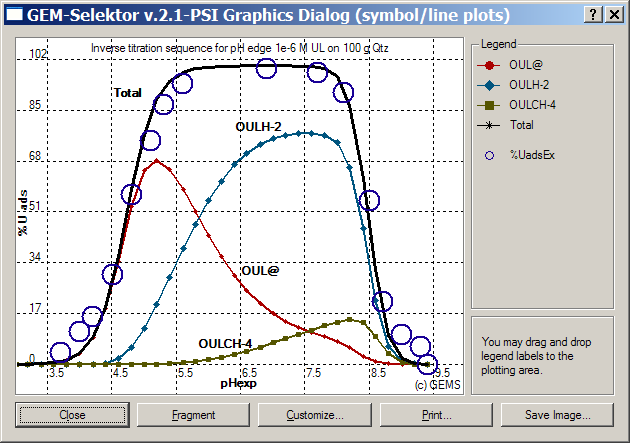 GEM-Selektor v.2.1-PSI Graphics Dialog (symbol/line plots)
Inverse titration sequence for pH edge 1e-6 M UL on 100 g Qtz
102
85
68
51
34
17
0
% U ads
Total
OULH-2
OUL@
OULCH-4
3.5 4.5 5.5 6.5 7.5 8.5 9.5
pHexp
(c) GEMS
Legend
OUL@
OULH-2
OULCH-4
Total
%UadsEx
You may drag and drop
legend labels to the
plotting area.
Close Fragment Customize... Print... Save Image...